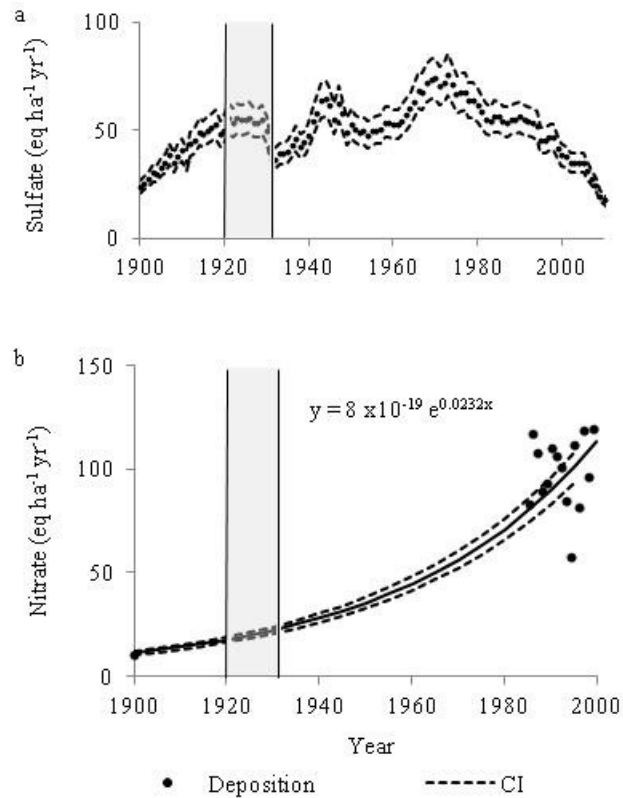 a
100
50
0
Sulfate (eq ha⁻¹ yr⁻¹)
1900 1920 1940 1960 1980 2000
b
150
100
50
0
Nitrate (eq ha⁻¹ yr⁻¹)
y = 8 x10⁻¹⁹ e⁰·⁰²³²ˣ
1900 1920 1940 1960 1980 2000
Year
Deposition CI